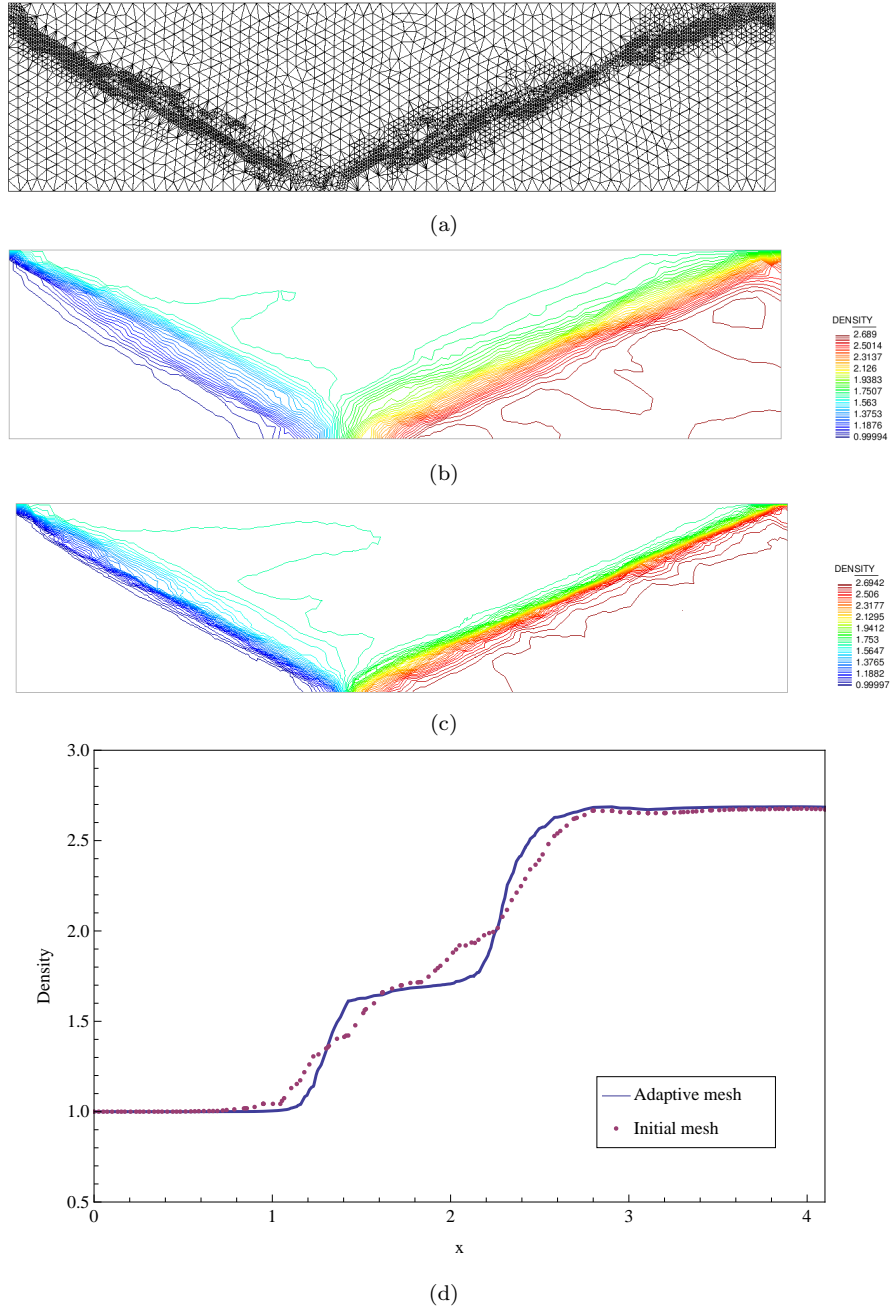 (a)
DENSITY
2.689
2.5014
2.3137
2.126
1.9383
1.7507
1.563
1.3753
1.1876
0.99994
(b)
DENSITY
2.6942
2.506
2.3177
2.1295
1.9412
1.753
1.5647
1.3765
1.1882
0.99997
(c)
3.0
2.5
2.0
1.5
1.0
0.5
Density
Adaptive mesh
Initial mesh
0 1 2 3 4
x
(d)